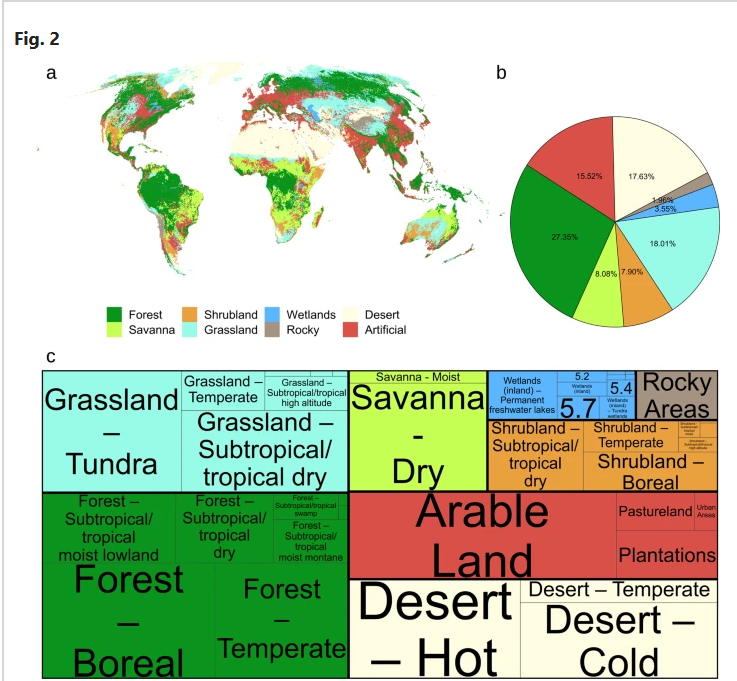 Fig. 2
a
b
15.52%
17.63%
1.96%
3.55%
27.35%
18.01%
8.08%
7.90%
Forest
Shrubland
Wetlands
Desert
Savanna
Grassland
Rocky
Artificial
c
Grassland
–
Tundra
Grassland –
Temperate
Grassland –
Subtropical/tropical
high altitude
Grassland –
Subtropical/
tropical dry
Savanna - Moist
Savanna
-
Dry
Wetlands
(inland) –
Permanent
freshwater lakes
5.2
Wetlands
(inland)
5.7
5.4
Wetlands
(inland)
– Tundra
wetlands
Rocky
Areas
Shrubland –
Subtropical/
tropical
dry
Shrubland –
Temperate
Shrubland –
Boreal
Forest –
Subtropical/
tropical
moist lowland
Forest –
Subtropical/
tropical
dry
Forest –
Subtropical/tropical
swamp
Forest –
Subtropical/
tropical
moist montane
Forest
–
Boreal
Forest
–
Temperate
Arable
Land
Pastureland
Urban
Areas
Plantations
Desert
– Hot
Desert – Temperate
Desert –
Cold